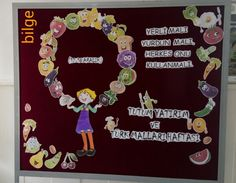 bilge
YERLİ MALI
YURDUN MALI,
HERKES ONU
KULLANMALI.
TUTUM YATIRIM
VE
TÜRK MALLARI HAFTASI